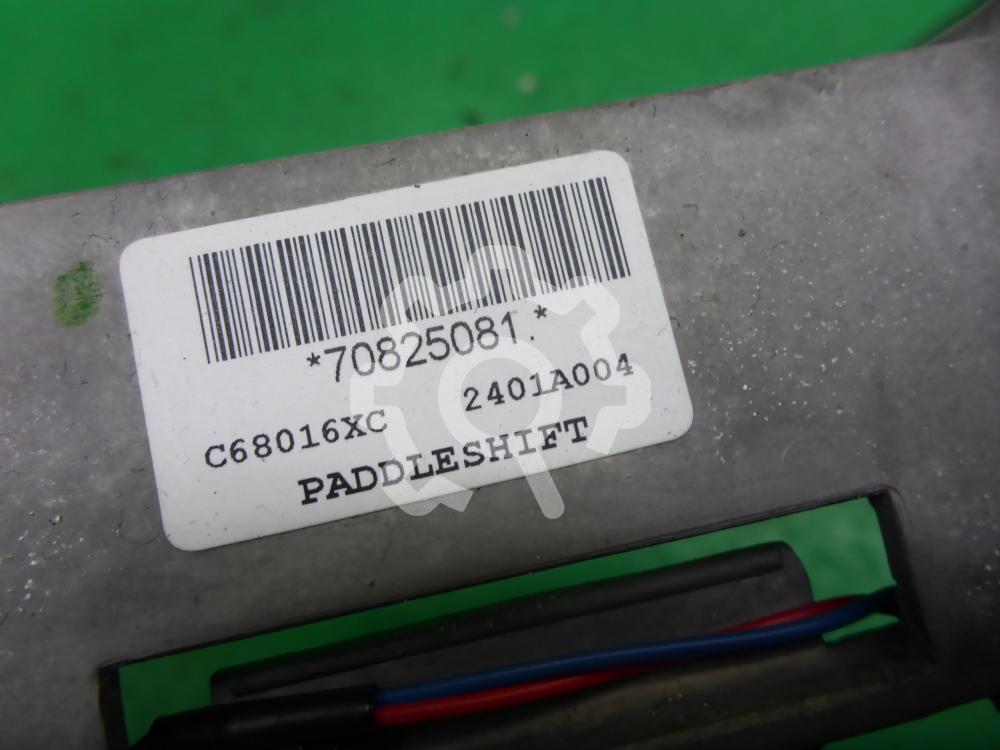 *70825081.*
C68016XC 2401A004
PADDLESHIFT